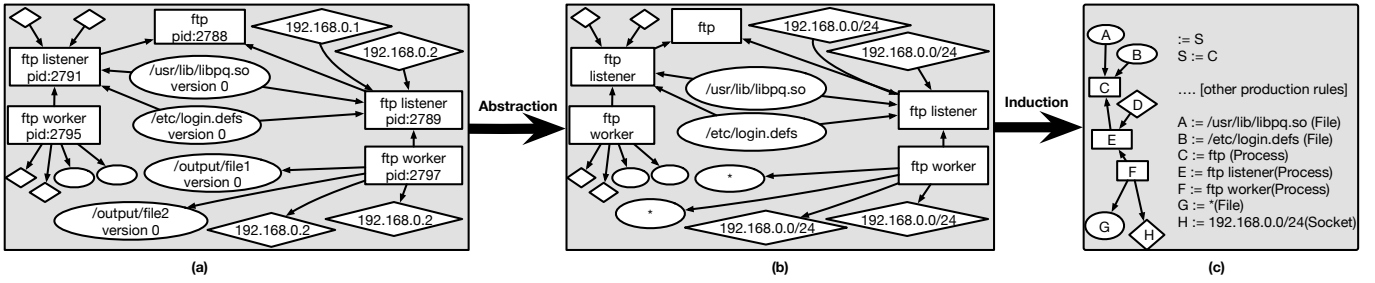 ftp
pid:2788
192.168.0.1
192.168.0.2
ftp listener
pid:2791
/usr/lib/libpq.so
version 0
ftp listener
pid:2789
/etc/login.defs
version 0
ftp worker
pid:2795
ftp worker
pid:2797
/output/file1
version 0
/output/file2
version 0
192.168.0.2
192.168.0.2
(a)
Abstraction
ftp
192.168.0.0/24
192.168.0.0/24
ftp
listener
/usr/lib/libpq.so
ftp listener
/etc/login.defs
ftp
worker
ftp worker
*
*
192.168.0.0/24
192.168.0.0/24
(b)
Induction
A
B
C
D
E
F
G
H
:= S
S := C
.... [other production rules]
A := /usr/lib/libpq.so (File)
B := /etc/login.defs (File)
C := ftp (Process)
E := ftp listener(Process)
F := ftp worker(Process)
G := *(File)
H := 192.168.0.0/24(Socket)
(c)